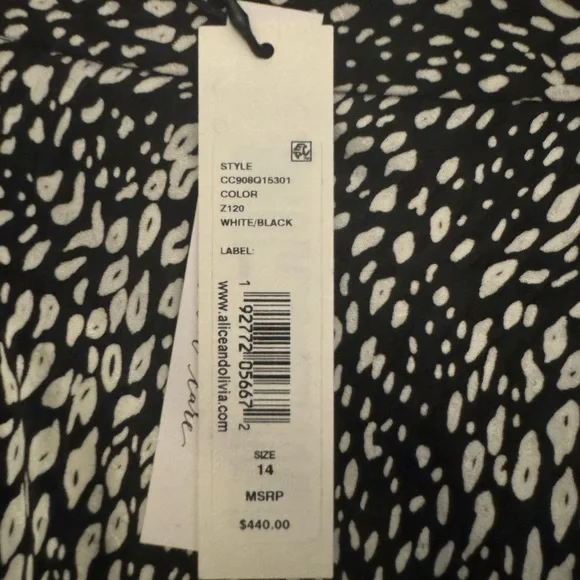 STYLE
CC908Q15301
COLOR
Z120
WHITE/BLACK
LABEL:
1 92772 05667 2
www.aliceandolivia.com
care
SIZE
14
MSRP
$440.00